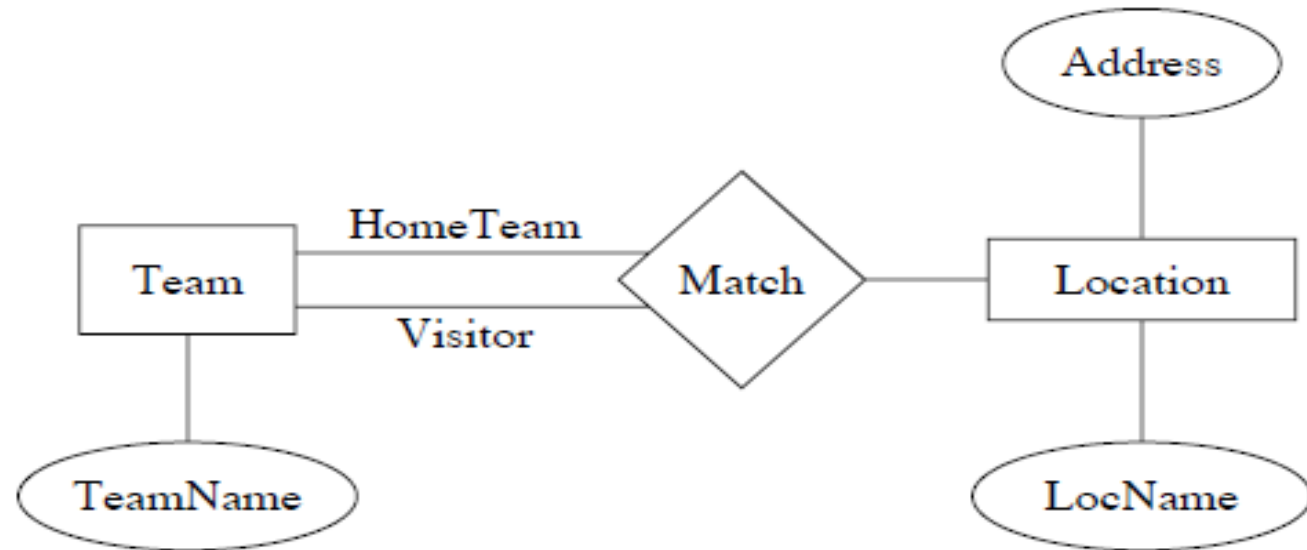 Address
HomeTeam
Team
Match
Location
Visitor
TeamName
LocName